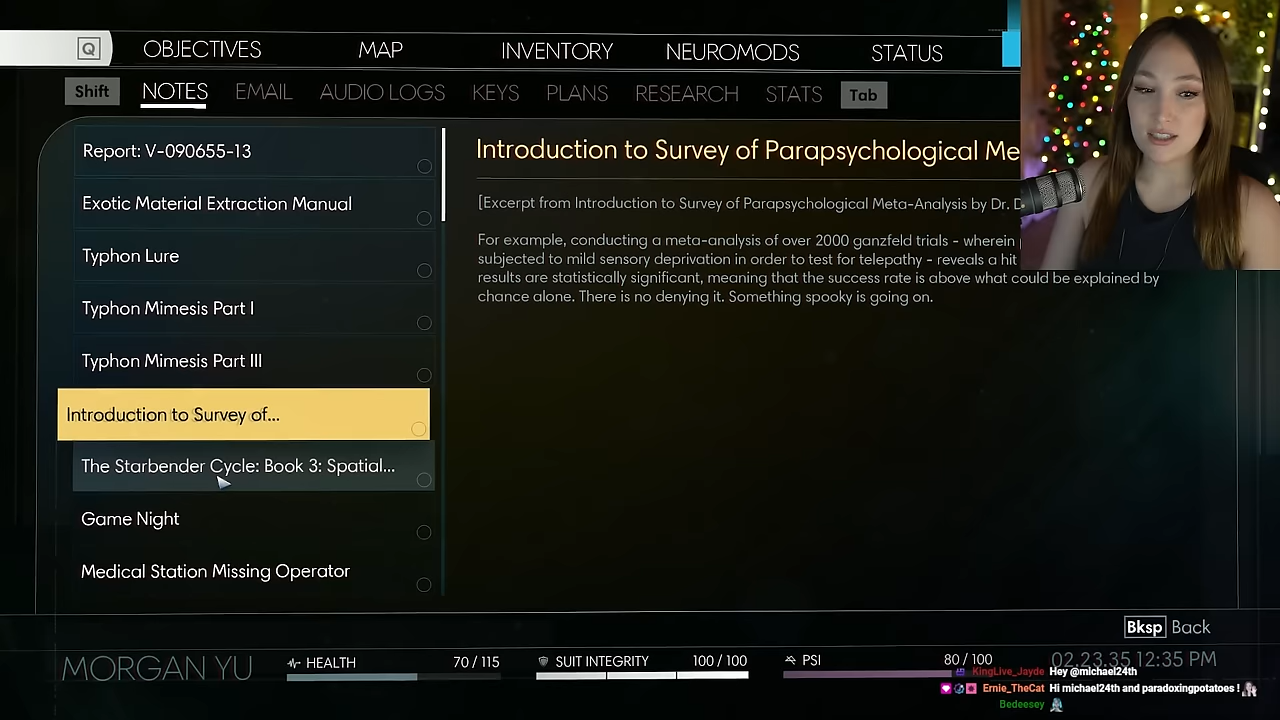 Q OBJECTIVES MAP INVENTORY NEUROMODS STATUS
Shift NOTES EMAIL AUDIO LOGS KEYS PLANS RESEARCH STATS Tab
Report: V-090655-13
Exotic Material Extraction Manual
Typhon Lure
Typhon Mimesis Part I
Typhon Mimesis Part III
Introduction to Survey of...
The Starbender Cycle: Book 3: Spatial...
Game Night
Medical Station Missing Operator
Introduction to Survey of Parapsychological Me
[Excerpt from Introduction to Survey of Parapsychological Meta-Analysis by Dr. D
For example, conducting a meta-analysis of over 2000 ganzfeld trials - wherein
subjected to mild sensory deprivation in order to test for telepathy - reveals a hit
results are statistically significant, meaning that the success rate is above what could be explained by
chance alone. There is no denying it. Something spooky is going on.
Bksp Back
MORGAN YU HEALTH 70 / 115 SUIT INTEGRITY 100 / 100 PSI 80 / 100 02.23.35 12:35 PM
KingLive_Jayde Hey @michael24th
Ernie_TheCat Hi michael24th and paradoxingpotatoes !
Bedeesey